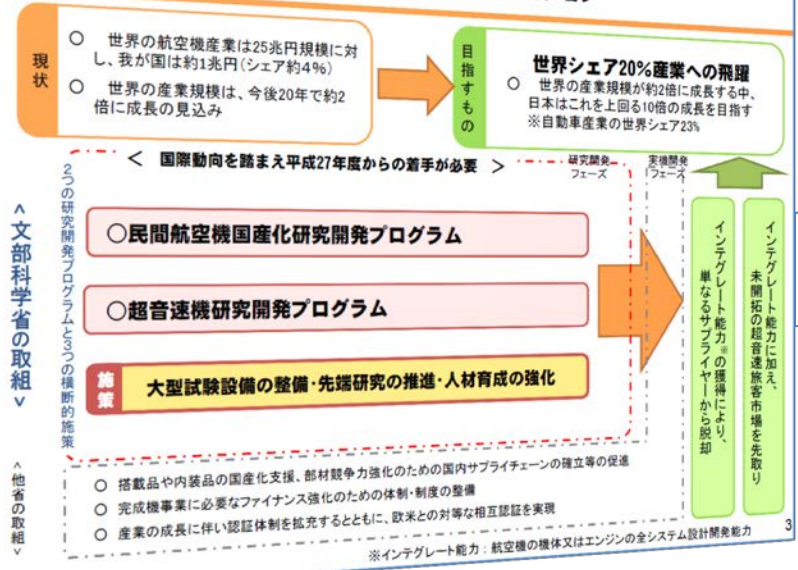 現状
○ 世界の航空機産業は25兆円規模に対
し、我が国は約1兆円(シェア約4%)
○ 世界の産業規模は、今後20年で約2
倍に成長の見込み
目指すもの
世界シェア20%産業への飛躍
○ 世界の産業規模が約2倍に成長する中、
日本はこれを上回る10倍の成長を目指す
※自動車産業の世界シェア23%
<文部科学省の取組>
2つの研究開発プログラムと3つの横断的施策
< 国際動向を踏まえ平成27年度からの着手が必要 >
研究開発
フェーズ
実機開発
フェーズ
○民間航空機国産化研究開発プログラム
○超音速機研究開発プログラム
施策
大型試験設備の整備・先端研究の推進・人材育成の強化
インテグレート能力※の獲得により、
単なるサプライヤーから脱却
インテグレート能力に加え、
未開拓の超音速旅客市場を先取り
<他省の取組>
○ 搭載品や内装品の国産化支援、部材競争力強化のための国内サプライチェーンの確立等の促進
○ 完成機事業に必要なファイナンス強化のための体制・制度の整備
○ 産業の成長に伴い認証体制を拡充するとともに、欧米との対等な相互認証を実現
※インテグレート能力:航空機の機体又はエンジンの全システム設計開発能力
3